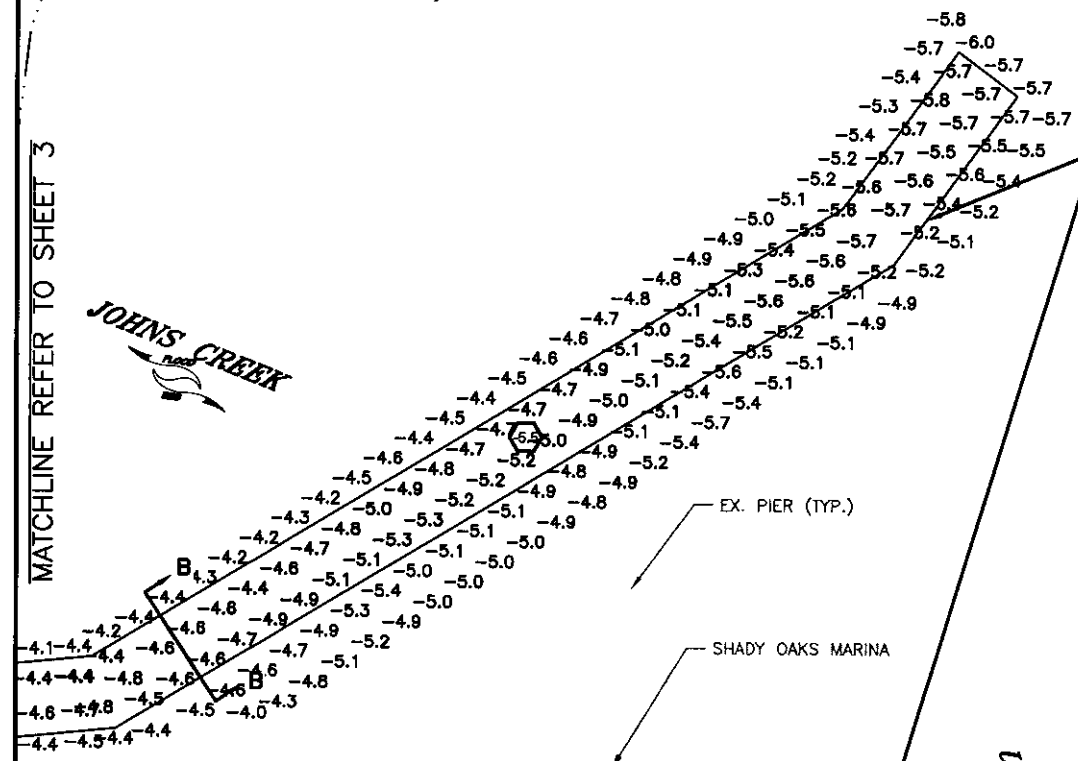 MATCHLINE REFER TO SHEET 3
JOHNS CREEK
FLOOD
EX. PIER (TYP.)
SHADY OAKS MARINA
B
B
-5.8
-5.7 -6.0
-5.4 -5.7 -5.7
-5.3 -5.8 -5.7 -5.7
-5.4 -5.7 -5.7 -5.7 -5.7
-5.2 -5.7 -5.5 -5.5 -5.5
-5.2 -5.6 -5.6 -5.6 -5.4
-5.1 -5.6 -5.7 -5.4 -5.2
-5.0 -5.5 -5.7 -5.2 -5.1
-4.9 -5.4 -5.6 -5.2 -5.2
-4.9 -5.3 -5.6 -5.1 -4.9
-4.8 -5.1 -5.6 -5.1 -4.9
-4.8 -5.1 -5.5 -5.2 -5.1
-4.7 -5.0 -5.4 -5.5 -5.1
-4.6 -5.1 -5.2 -5.6 -5.1
-4.6 -4.9 -5.1 -5.4 -5.4
-4.5 -4.7 -5.0 -5.1 -5.7
-4.4 -4.7 -4.9 -5.1 -5.4
-4.5 -4.7 -5.5 -5.0 -4.9 -5.2
-4.4 -4.7 -5.2 -4.8 -4.9
-4.6 -4.8 -5.2 -4.9 -4.8
-4.5 -4.9 -5.2 -5.1 -4.9
-4.2 -5.0 -5.3 -5.1 -5.0
-4.3 -4.8 -5.3 -5.1 -5.0
-4.2 -4.7 -5.1 -5.0 -5.0
-4.2 -4.6 -5.1 -5.4 -5.0
-4.3 -4.4 -4.9 -5.3 -4.9
-4.4 -4.8 -4.9 -4.9 -5.2
-4.4 -4.6 -4.7 -4.7 -5.1
-4.2 -4.6 -4.6 -4.6 -4.8
-4.1 -4.4 -4.4 -4.8 -4.6 -4.6 -4.3
-4.4 -4.4 -4.8 -4.5 -4.5 -4.0
-4.6 -4.7 -4.4
-4.4 -4.5 -4.4